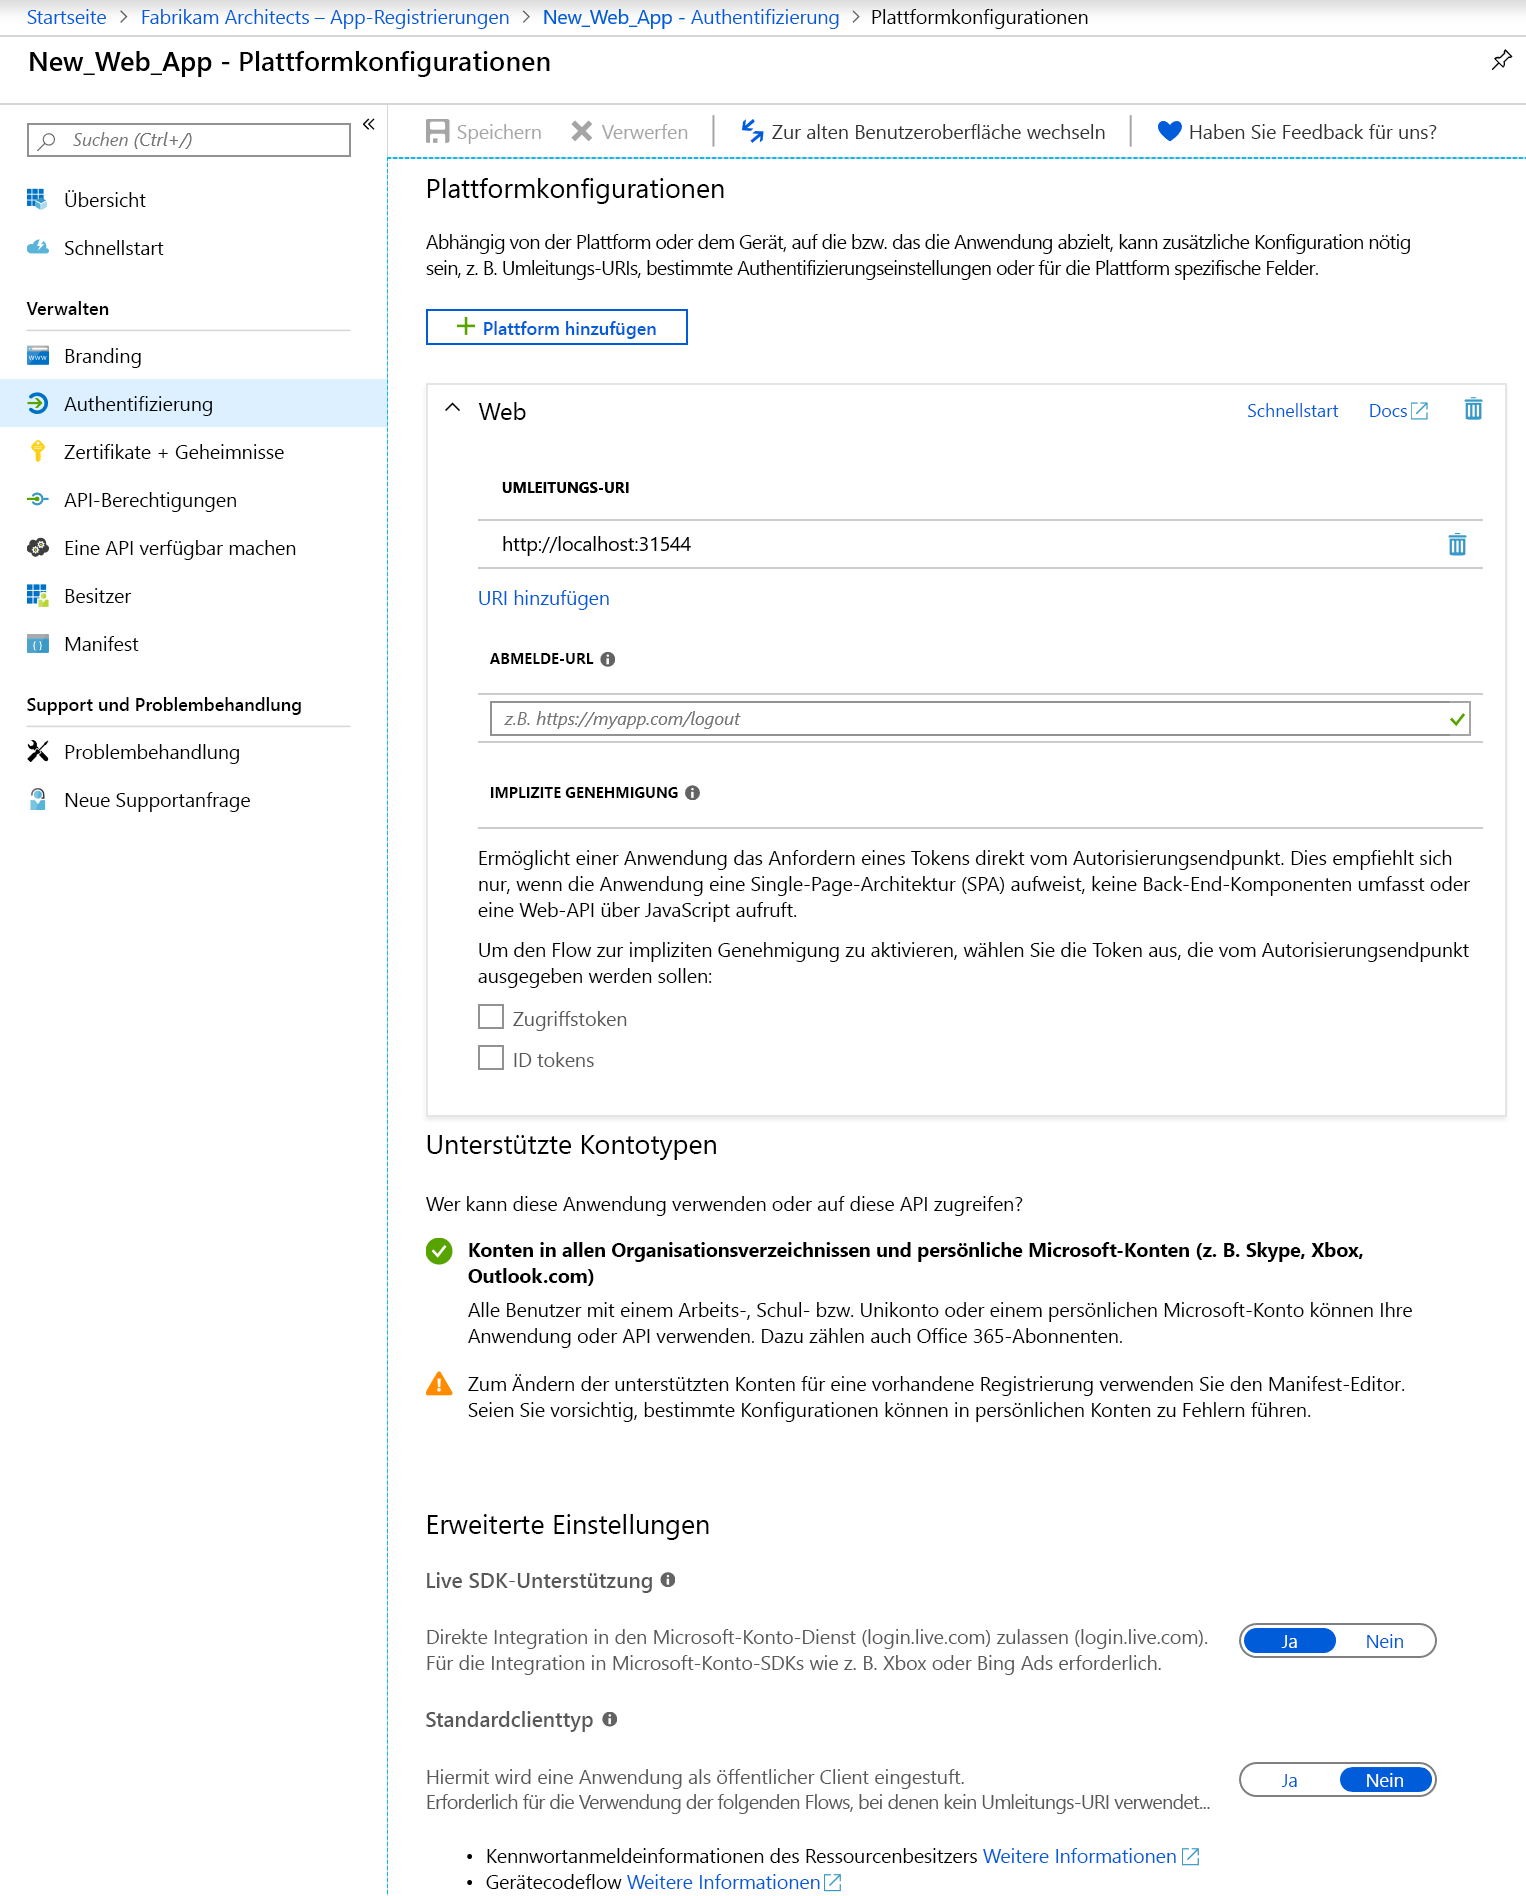 Startseite > Fabrikam Architects – App-Registrierungen > New_Web_App - Authentifizierung > Plattformkonfigurationen
New_Web_App - Plattformkonfigurationen
Suchen (Ctrl+/)
«
Übersicht
Schnellstart
Verwalten
Branding
Authentifizierung
Zertifikate + Geheimnisse
API-Berechtigungen
Eine API verfügbar machen
Besitzer
Manifest
Support und Problembehandlung
Problembehandlung
Neue Supportanfrage
Speichern Verwerfen Zur alten Benutzeroberfläche wechseln Haben Sie Feedback für uns?
Plattformkonfigurationen
Abhängig von der Plattform oder dem Gerät, auf die bzw. das die Anwendung abzielt, kann zusätzliche Konfiguration nötig
sein, z. B. Umleitungs-URIs, bestimmte Authentifizierungseinstellungen oder für die Plattform spezifische Felder.
+ Plattform hinzufügen
Web Schnellstart Docs
UMLEITUNGS-URI
http://localhost:31544
URI hinzufügen
ABMELDE-URL
z.B. https://myapp.com/logout
IMPLIZITE GENEHMIGUNG
Ermöglicht einer Anwendung das Anfordern eines Tokens direkt vom Autorisierungsendpunkt. Dies empfiehlt sich
nur, wenn die Anwendung eine Single-Page-Architektur (SPA) aufweist, keine Back-End-Komponenten umfasst oder
eine Web-API über JavaScript aufruft.
Um den Flow zur impliziten Genehmigung zu aktivieren, wählen Sie die Token aus, die vom Autorisierungsendpunkt
ausgegeben werden sollen:
Zugriffstoken
ID tokens
Unterstützte Kontotypen
Wer kann diese Anwendung verwenden oder auf diese API zugreifen?
Konten in allen Organisationsverzeichnissen und persönliche Microsoft-Konten (z. B. Skype, Xbox,
Outlook.com)
Alle Benutzer mit einem Arbeits-, Schul- bzw. Unikonto oder einem persönlichen Microsoft-Konto können Ihre
Anwendung oder API verwenden. Dazu zählen auch Office 365-Abonnenten.
Zum Ändern der unterstützten Konten für eine vorhandene Registrierung verwenden Sie den Manifest-Editor.
Seien Sie vorsichtig, bestimmte Konfigurationen können in persönlichen Konten zu Fehlern führen.
Erweiterte Einstellungen
Live SDK-Unterstützung
Direkte Integration in den Microsoft-Konto-Dienst (login.live.com) zulassen (login.live.com).
Für die Integration in Microsoft-Konto-SDKs wie z. B. Xbox oder Bing Ads erforderlich.
Ja Nein
Standardclienttyp
Hiermit wird eine Anwendung als öffentlicher Client eingestuft.
Erforderlich für die Verwendung der folgenden Flows, bei denen kein Umleitungs-URI verwendet...
Ja Nein
• Kennwortanmeldeinformationen des Ressourcenbesitzers Weitere Informationen
• Gerätecodeflow Weitere Informationen